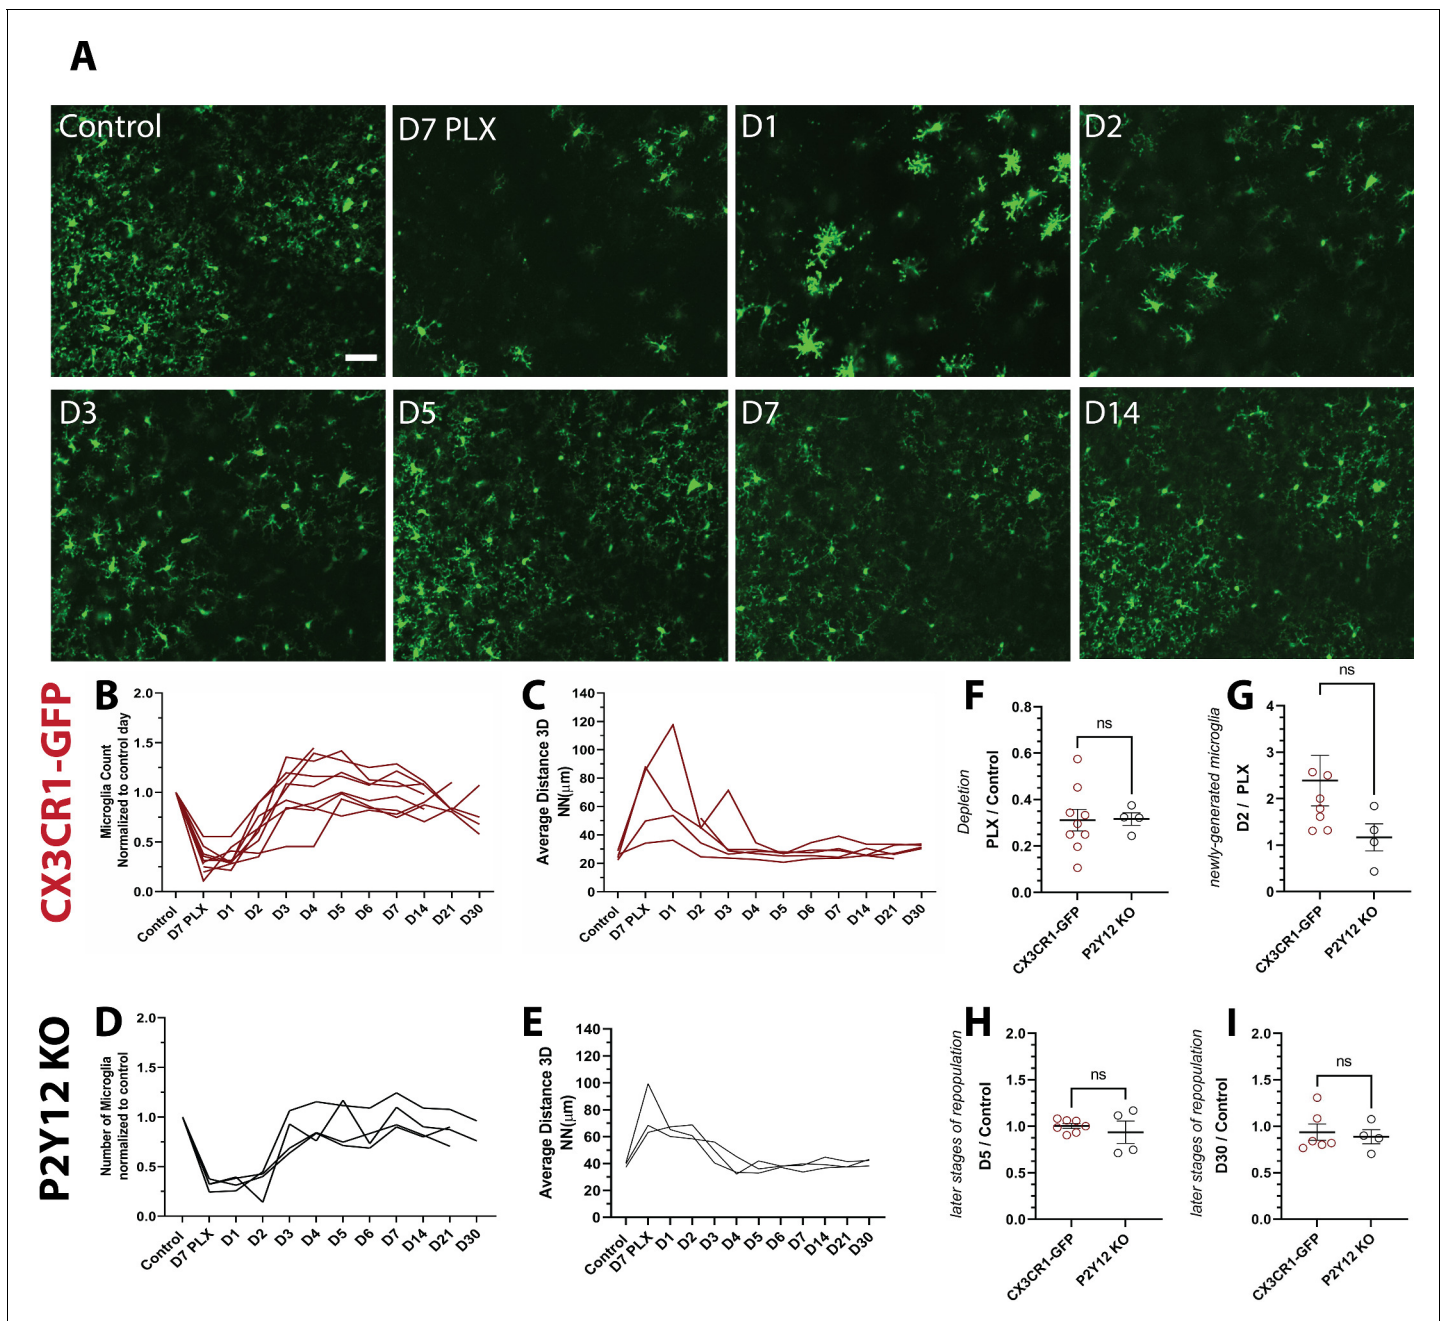 A
Control
D7 PLX
D1
D2
D3
D5
D7
D14
CX3CR1-GFP
B
Microglia Count
Normalized to control day
2.0
1.5
1.0
0.5
0.0
Control
D7 PLX
D1
D2
D3
D4
D5
D6
D7
D14
D21
D30
C
Average Distance 3D
NN(μm)
140
120
100
80
60
40
20
0
Control
D7 PLX
D1
D2
D3
D4
D5
D6
D7
D14
D21
D30
F
Depletion
PLX / Control
0.8
0.6
0.4
0.2
0.0
ns
CX3CR1-GFP
P2Y12 KO
G
newly-generated microglia
D2 / PLX
4
3
2
1
0
ns
CX3CR1-GFP
P2Y12 KO
P2Y12 KO
D
Number of Microglia
normalized to control
2.0
1.5
1.0
0.5
0.0
Control
D7 PLX
D1
D2
D3
D4
D5
D6
D7
D14
D21
D30
E
Average Distance 3D
NN(μm)
140
120
100
80
60
40
20
0
Control
D7 PLX
D1
D2
D3
D4
D5
D6
D7
D14
D21
D30
H
later stages of repopulation
D5 / Control
2.0
1.5
1.0
0.5
0.0
ns
CX3CR1-GFP
P2Y12 KO
I
later stages of repopulation
D30 / Control
2.0
1.5
1.0
0.5
0.0
ns
CX3CR1-GFP
P2Y12 KO